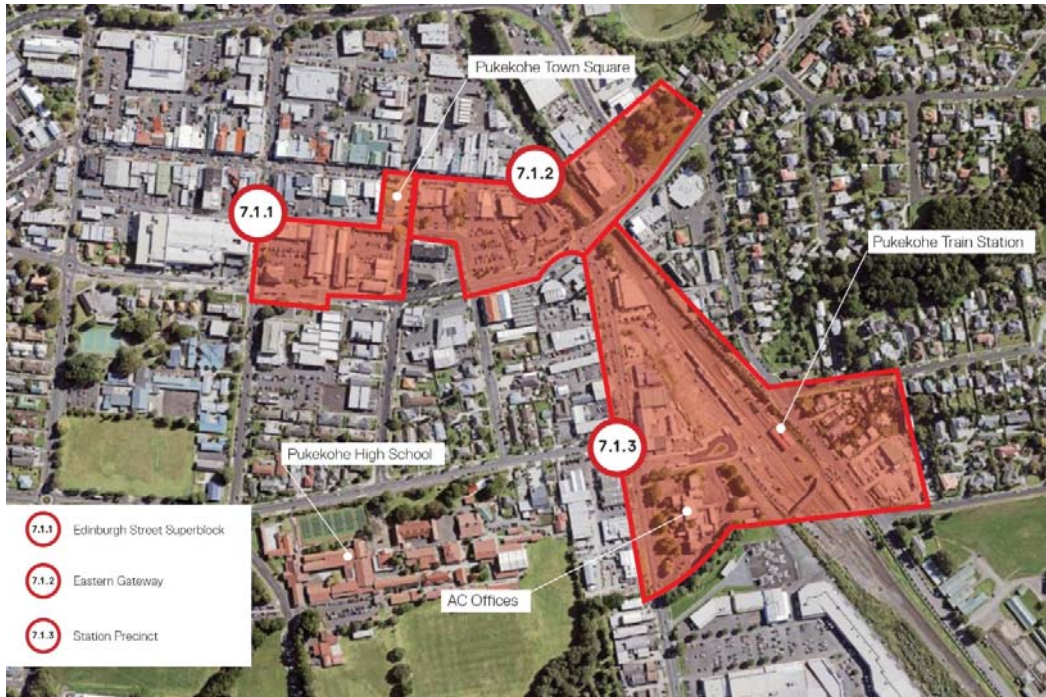 Pukekohe Town Square
7.1.2
7.1.1
Pukekohe Train Station
7.1.3
Pukekohe High School
AC Offices
7.1.1 Edinburgh Street Superblock
7.1.2 Eastern Gateway
7.1.3 Station Precinct